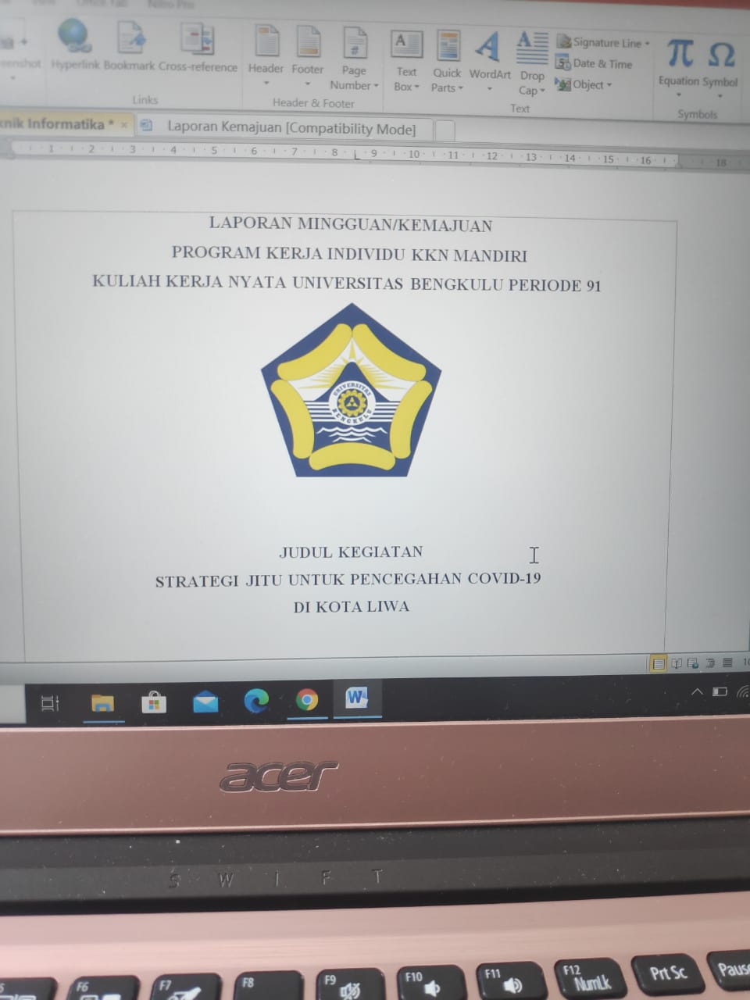 Hyperlink Bookmark Cross-reference
Links
Header Footer Page Number
Header & Footer
Text Box Quick Parts WordArt Drop Cap
Signature Line
Date & Time
Object
Text
Equation Symbol
Symbols
Informatika * × Laporan Kemajuan [Compatibility Mode]
1 2 3 4 5 6 7 8 9 10 11 12 13 14 15 16 18
LAPORAN MINGGUAN/KEMAJUAN
PROGRAM KERJA INDIVIDU KKN MANDIRI
KULIAH KERJA NYATA UNIVERSITAS BENGKULU PERIODE 91
UNIVERSITAS
BENGKULU
JUDUL KEGIATAN
STRATEGI JITU UNTUK PENCEGAHAN COVID-19
DI KOTA LIWA
W
acer
SWIFT
F6 F7 F8 F9 F10 F11 F12 NumLk Prt Sc Pause